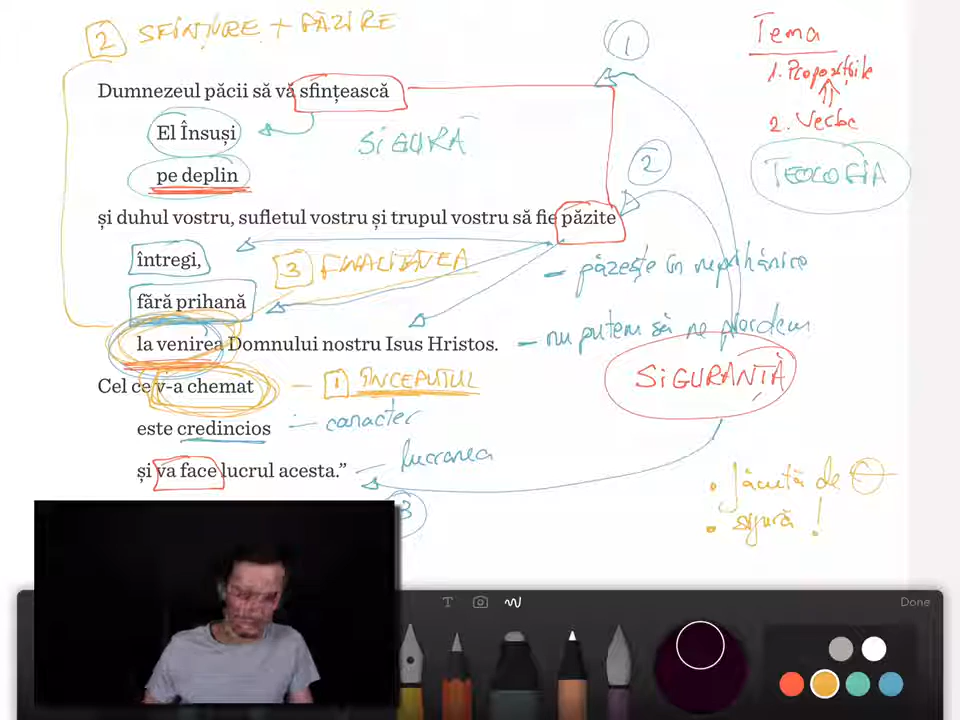 2 SFINȚIRE + PĂZIRE
1
Tema
1. Propozițiile
2. Verbe
TEOLOGIA
Dumnezeul păcii să vă sfințească
El Însuși
SIGURĂ
2
pe deplin
și duhul vostru, sufletul vostru și trupul vostru să fie păzite
întregi,
3 FINALITATEA
– păzește în neprihănire
fără prihană
la venirea Domnului nostru Isus Hristos.
– nu putem să ne pierdem
SIGURANȚĂ
Cel ce v-a chemat
– 1 ÎNCEPUTUL
este credincios
– caracter
și va face lucrul acesta.”
– lucrarea
3
• făcută de
• sigură !
T
Done